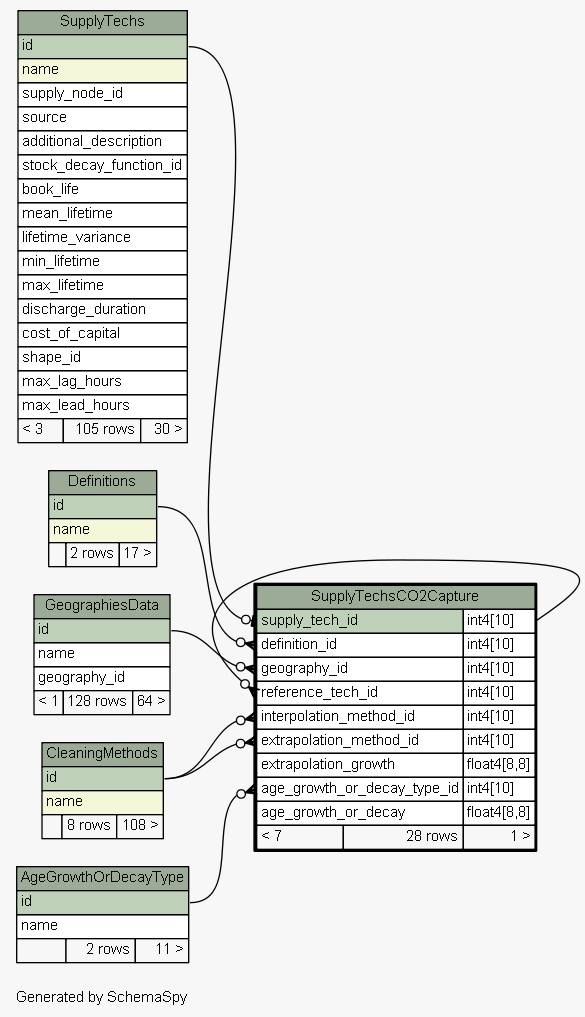 SupplyTechs
id
name
supply_node_id
source
additional_description
stock_decay_function_id
book_life
mean_lifetime
lifetime_variance
min_lifetime
max_lifetime
discharge_duration
cost_of_capital
shape_id
max_lag_hours
max_lead_hours
< 3 105 rows 30 >
Definitions
id
name
2 rows 17 >
GeographiesData
id
name
geography_id
< 1 128 rows 64 >
CleaningMethods
id
name
8 rows 108 >
AgeGrowthOrDecayType
id
name
2 rows 11 >
SupplyTechsCO2Capture
supply_tech_id int4[10]
definition_id int4[10]
geography_id int4[10]
reference_tech_id int4[10]
interpolation_method_id int4[10]
extrapolation_method_id int4[10]
extrapolation_growth float4[8,8]
age_growth_or_decay_type_id int4[10]
age_growth_or_decay float4[8,8]
< 7 28 rows 1 >
Generated by SchemaSpy